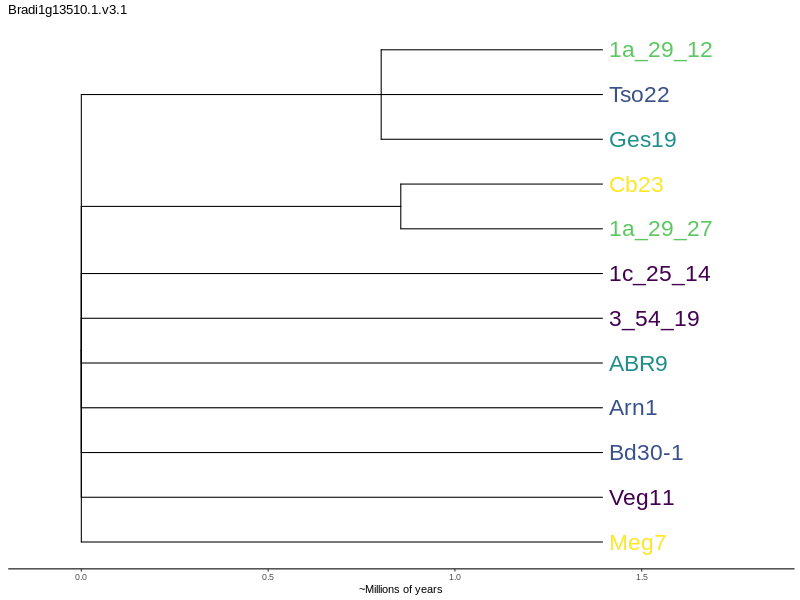 Bradi1g13510.1.v3.1
1a_29_12
Tso22
Ges19
Cb23
1a_29_27
1c_25_14
3_54_19
ABR9
Arn1
Bd30-1
Veg11
Meg7
0.0 0.5 1.0 1.5
~Millions of years